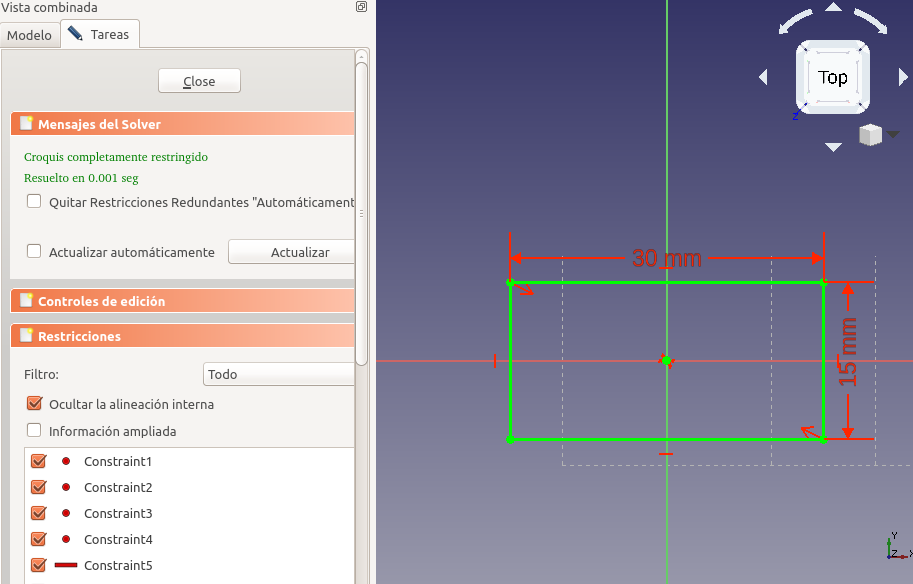 Vista combinada
Modelo
Tareas
Close
Mensajes del Solver
Croquis completamente restringido
Resuelto en 0.001 seg
Quitar Restricciones Redundantes "Automáticament
Actualizar automáticamente
Actualizar
Controles de edición
Restricciones
Filtro:
Todo
Ocultar la alineación interna
Información ampliada
Constraint1
Constraint2
Constraint3
Constraint4
Constraint5
Top
Z
30 mm
15 mm
Y
Z
X